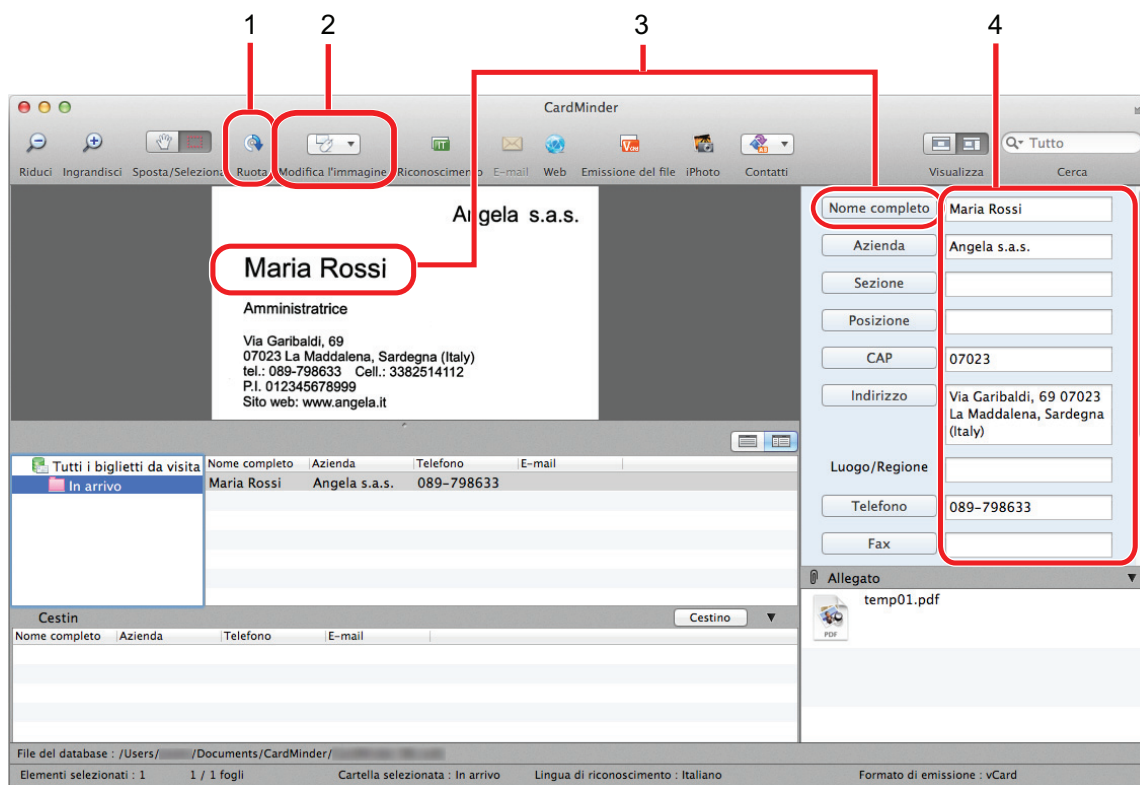 1 2 3 4
CardMinder
Riduci Ingrandisci Sposta/Seleziona Ruota Modifica l'immagine Riconoscimento E-mail Web Emissione del file iPhoto Contatti Visualizza Cerca
Tutto
Angela s.a.s.
Maria Rossi
Amministratrice
Via Garibaldi, 69
07023 La Maddalena, Sardegna (Italy)
tel.: 089-798633 Cell.: 3382514112
P.I. 012345678999
Sito web: www.angela.it
Nome completo Maria Rossi
Azienda Angela s.a.s.
Sezione
Posizione
CAP 07023
Indirizzo Via Garibaldi, 69 07023
La Maddalena, Sardegna
(Italy)
Luogo/Regione
Telefono 089-798633
Fax
Tutti i biglietti da visita
In arrivo
Nome completo Azienda Telefono E-mail
Maria Rossi Angela s.a.s. 089-798633
Cestin Cestino
Nome completo Azienda Telefono E-mail
Allegato
temp01.pdf
PDF
File del database : /Users/ /Documents/CardMinder/
Elementi selezionati : 1 1 / 1 fogli Cartella selezionata : In arrivo Lingua di riconoscimento : Italiano Formato di emissione : vCard